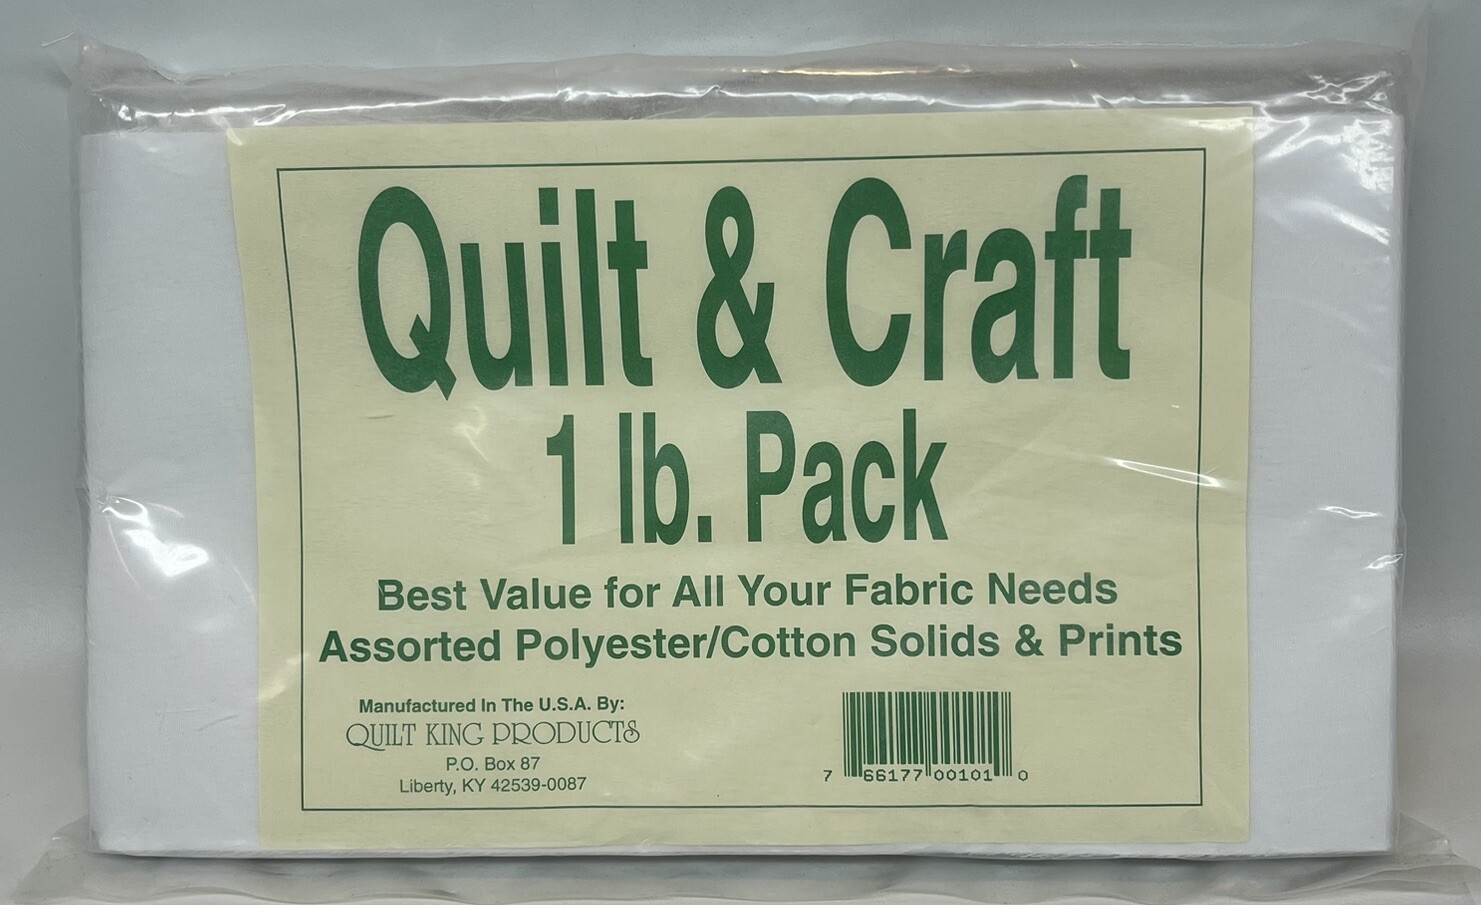 Quilt & Craft
1 lb. Pack
Best Value for All Your Fabric Needs
Assorted Polyester/Cotton Solids & Prints
Manufactured In The U.S.A. By:
QUILT KING PRODUCTS
P.O. Box 87
Liberty, KY 42539-0087
7 66177 00101 0